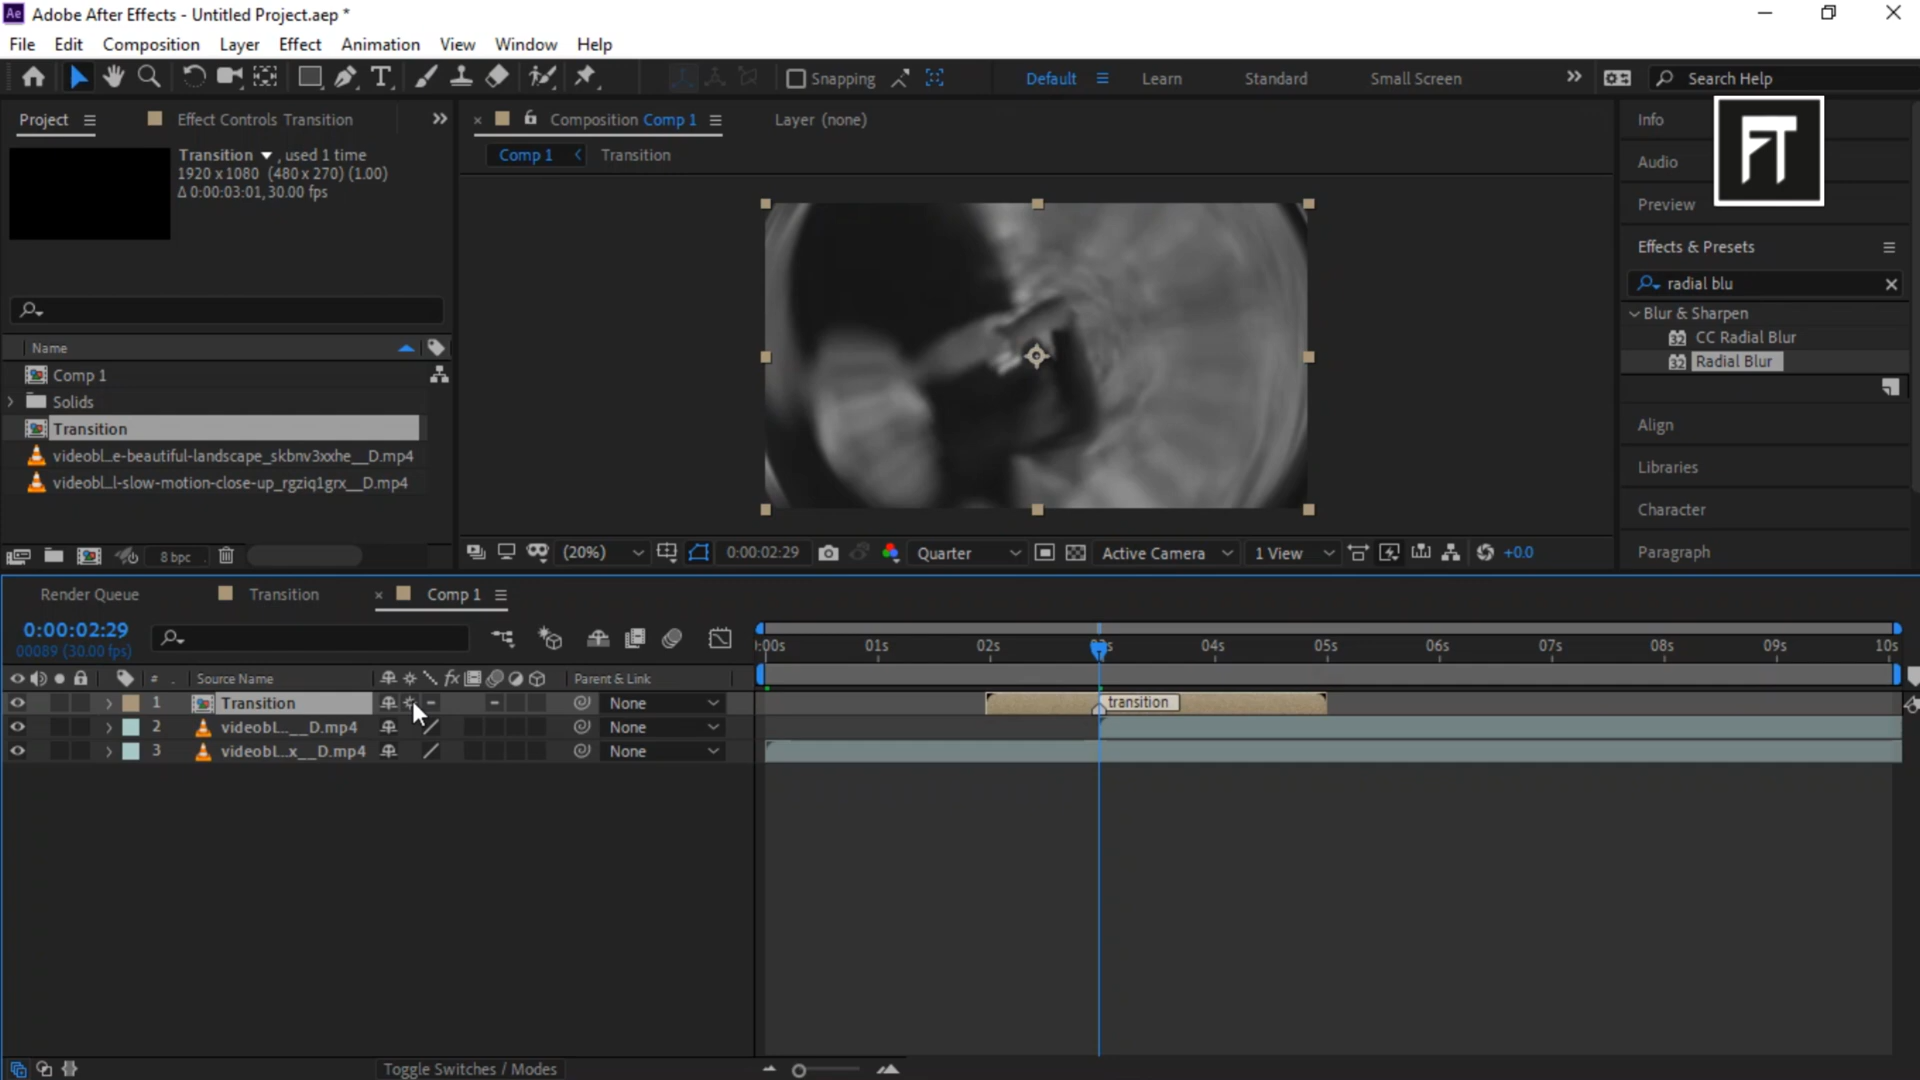 Ae Adobe After Effects - Untitled Project.aep *
File Edit Composition Layer Effect Animation View Window Help
Snapping Default Learn Standard Small Screen Search Help
Project Effect Controls Transition
Composition Comp 1 Layer (none)
Info
FT
Transition , used 1 time
1920 x 1080 (480 x 270) (1.00)
Δ 0:00:03:01, 30.00 fps
Comp 1 Transition
Audio
Preview
Effects & Presets
radial blu
Blur & Sharpen
CC Radial Blur
Radial Blur
Name
Comp 1
Solids
Transition
videobl...e-beautiful-landscape_skbnv3xxhe__D.mp4
videobl...l-slow-motion-close-up_rgziq1grx__D.mp4
Align
Libraries
Character
Paragraph
8 bpc
(20%) 0:00:02:29 Quarter Active Camera 1 View +0.0
Render Queue Transition Comp 1
0:00:02:29
00089 (30.00 fps)
:00s 01s 02s 03s 04s 05s 06s 07s 08s 09s 10s
# Source Name fx Parent & Link
1 Transition None transition
2 videobl...__D.mp4 None
3 videobl...x__D.mp4 None
Toggle Switches / Modes